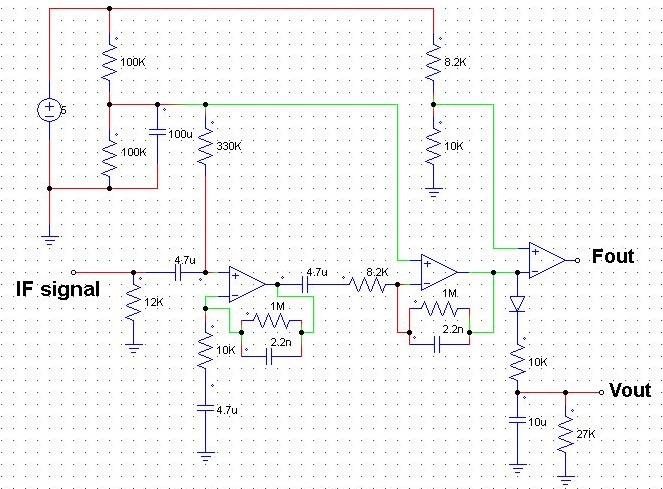 100K
8.2K
5
100u
100K
330K
10K
4.7u
4.7u
8.2K
Fout
IF signal
12K
1M
1M
2.2n
2.2n
10K
10K
4.7u
Vout
10u
27K